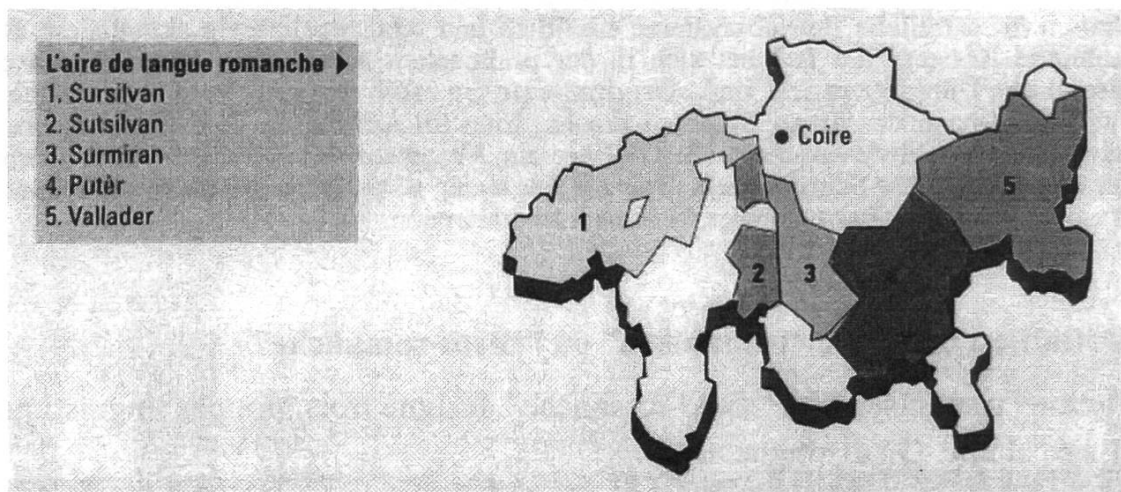 L'aire de langue romanche ▶
1. Sursilvan
2. Sutsilvan
3. Surmiran
4. Putèr
5. Vallader
Coire
5
1
2
3